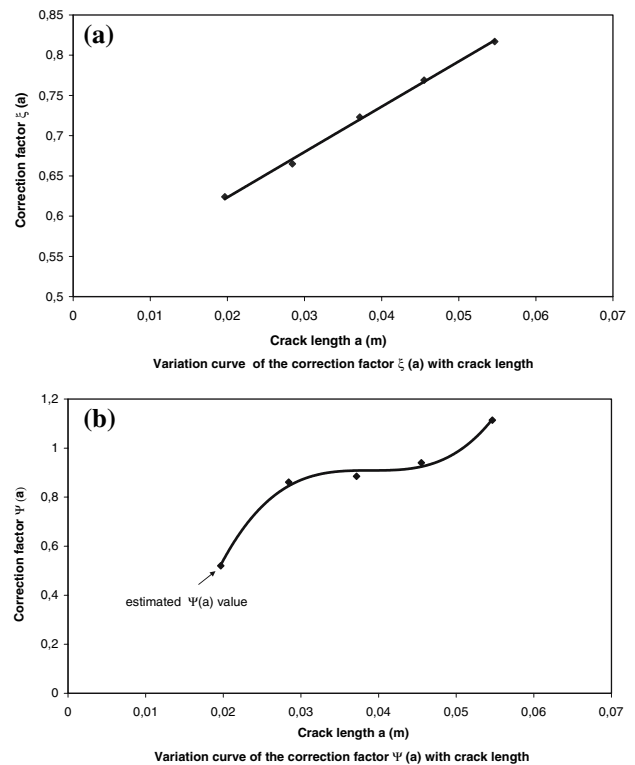 (a)
0,85
0,8
0,75
0,7
0,65
0,6
0,55
0,5
Correction factor ξ (a)
0 0,01 0,02 0,03 0,04 0,05 0,06 0,07
Crack length a (m)
Variation curve of the correction factor ξ (a) with crack length
(b)
1,2
1
0,8
0,6
0,4
0,2
0
Correction factor Ψ (a)
estimated Ψ(a) value
0 0,01 0,02 0,03 0,04 0,05 0,06 0,07
Crack length a (m)
Variation curve of the correction factor Ψ (a) with crack length